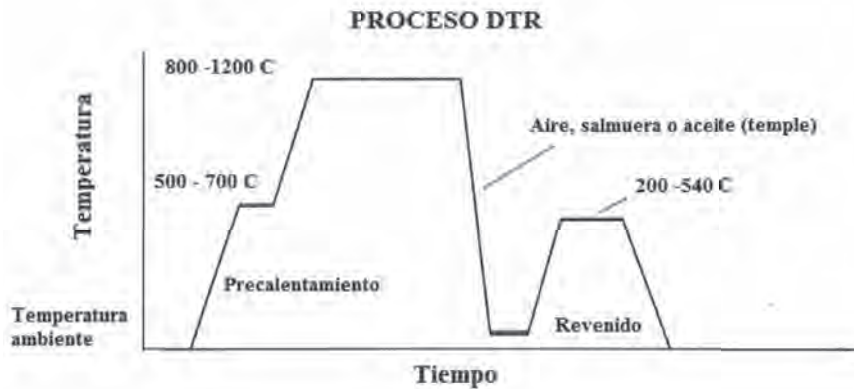 PROCESO DTR
800 -1200 C
Aire, salmuera o aceite (temple)
500 - 700 C
200 -540 C
Temperatura
Precalentamiento
Revenido
Temperatura
ambiente
Tiempo